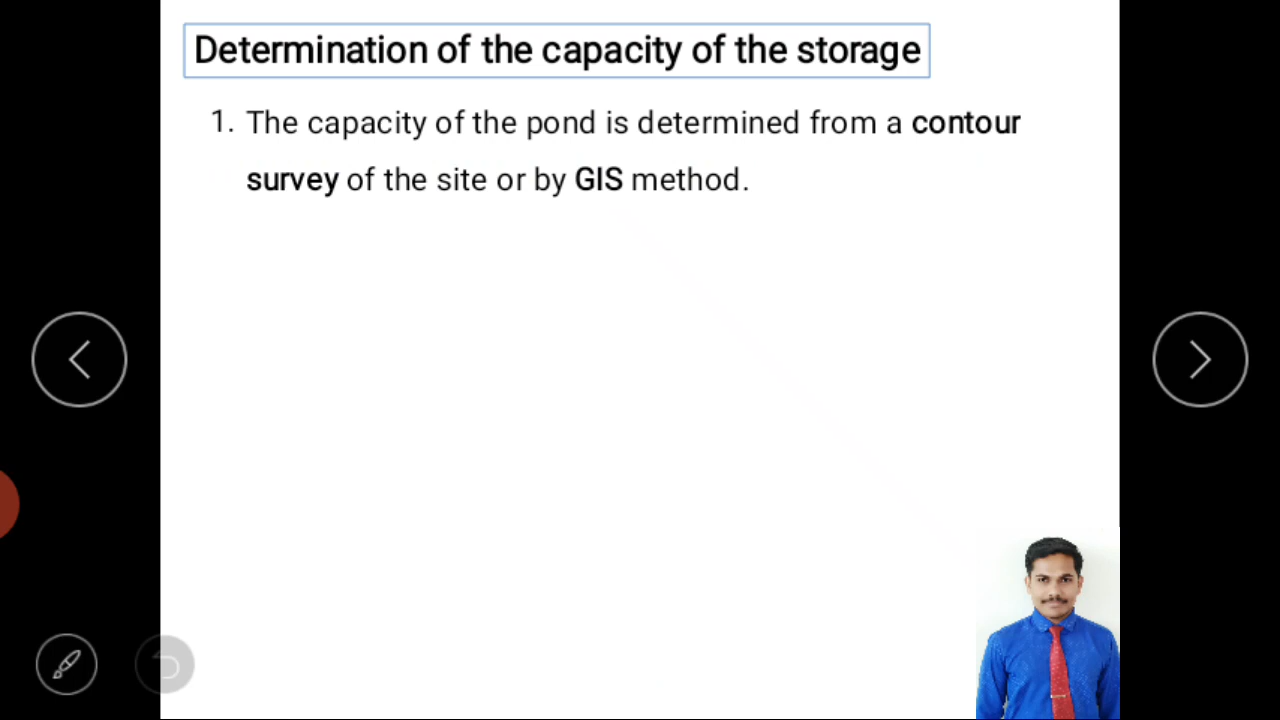 Determination of the capacity of the storage
1. The capacity of the pond is determined from a contour
survey of the site or by GIS method.